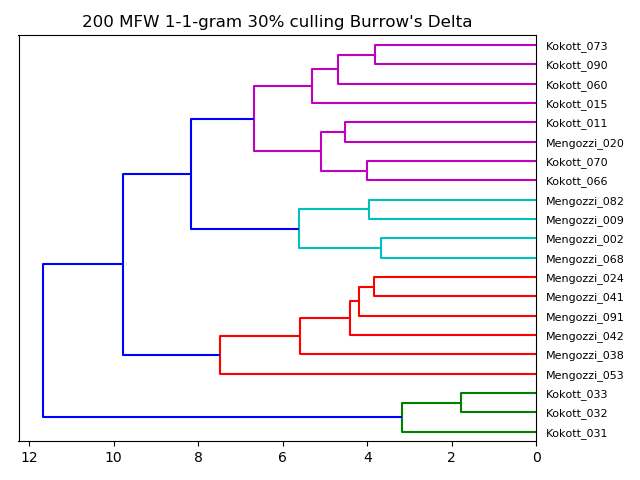 200 MFW 1-1-gram 30% culling Burrow's Delta
Kokott_073
Kokott_090
Kokott_060
Kokott_015
Kokott_011
Mengozzi_020
Kokott_070
Kokott_066
Mengozzi_082
Mengozzi_009
Mengozzi_002
Mengozzi_068
Mengozzi_024
Mengozzi_041
Mengozzi_091
Mengozzi_042
Mengozzi_038
Mengozzi_053
Kokott_033
Kokott_032
Kokott_031
12 10 8 6 4 2 0